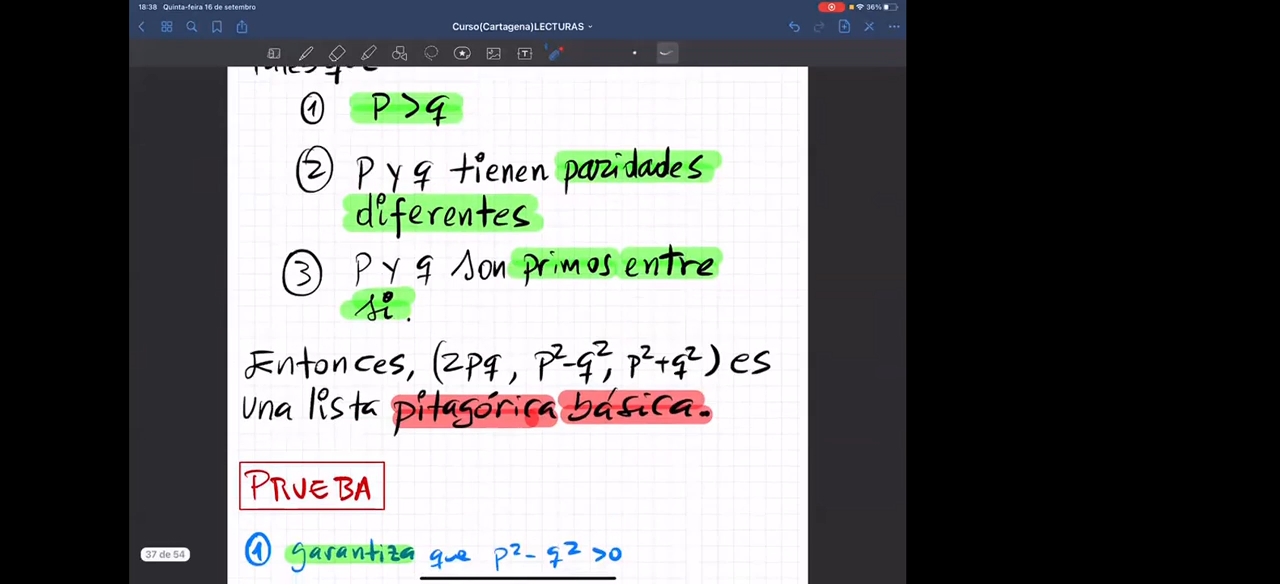 18:38 Quinta-feira 16 de setembro
36%
Curso(Cartagena)LECTURAS
① P>q
② P y q tienen paridades
diferentes
③ P y q son primos entre
si.
Entonces, (2pq, p²-q², p²+q²) es
una lista pitagórica básica.
PRUEBA
① garantiza que p²-q²>0
37 de 54